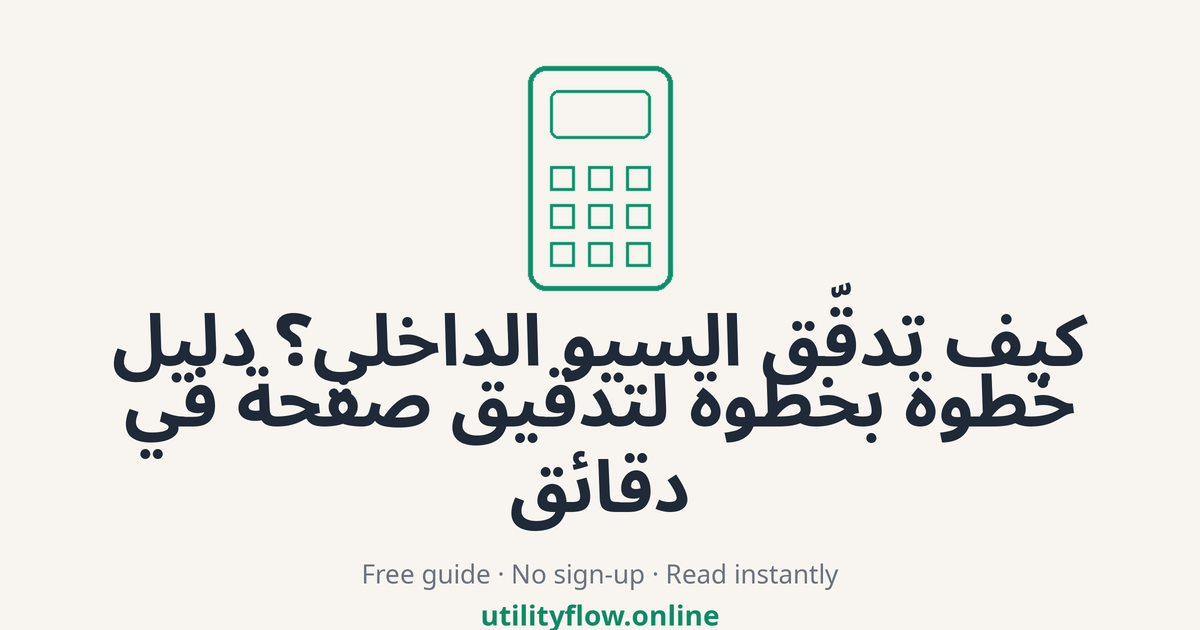 كيف تدقّق السيو الداخلي؟ دليل
خطوة بخطوة لتدقيق صفحة في
دقائق
Free guide · No sign-up · Read instantly
utilityflow.online